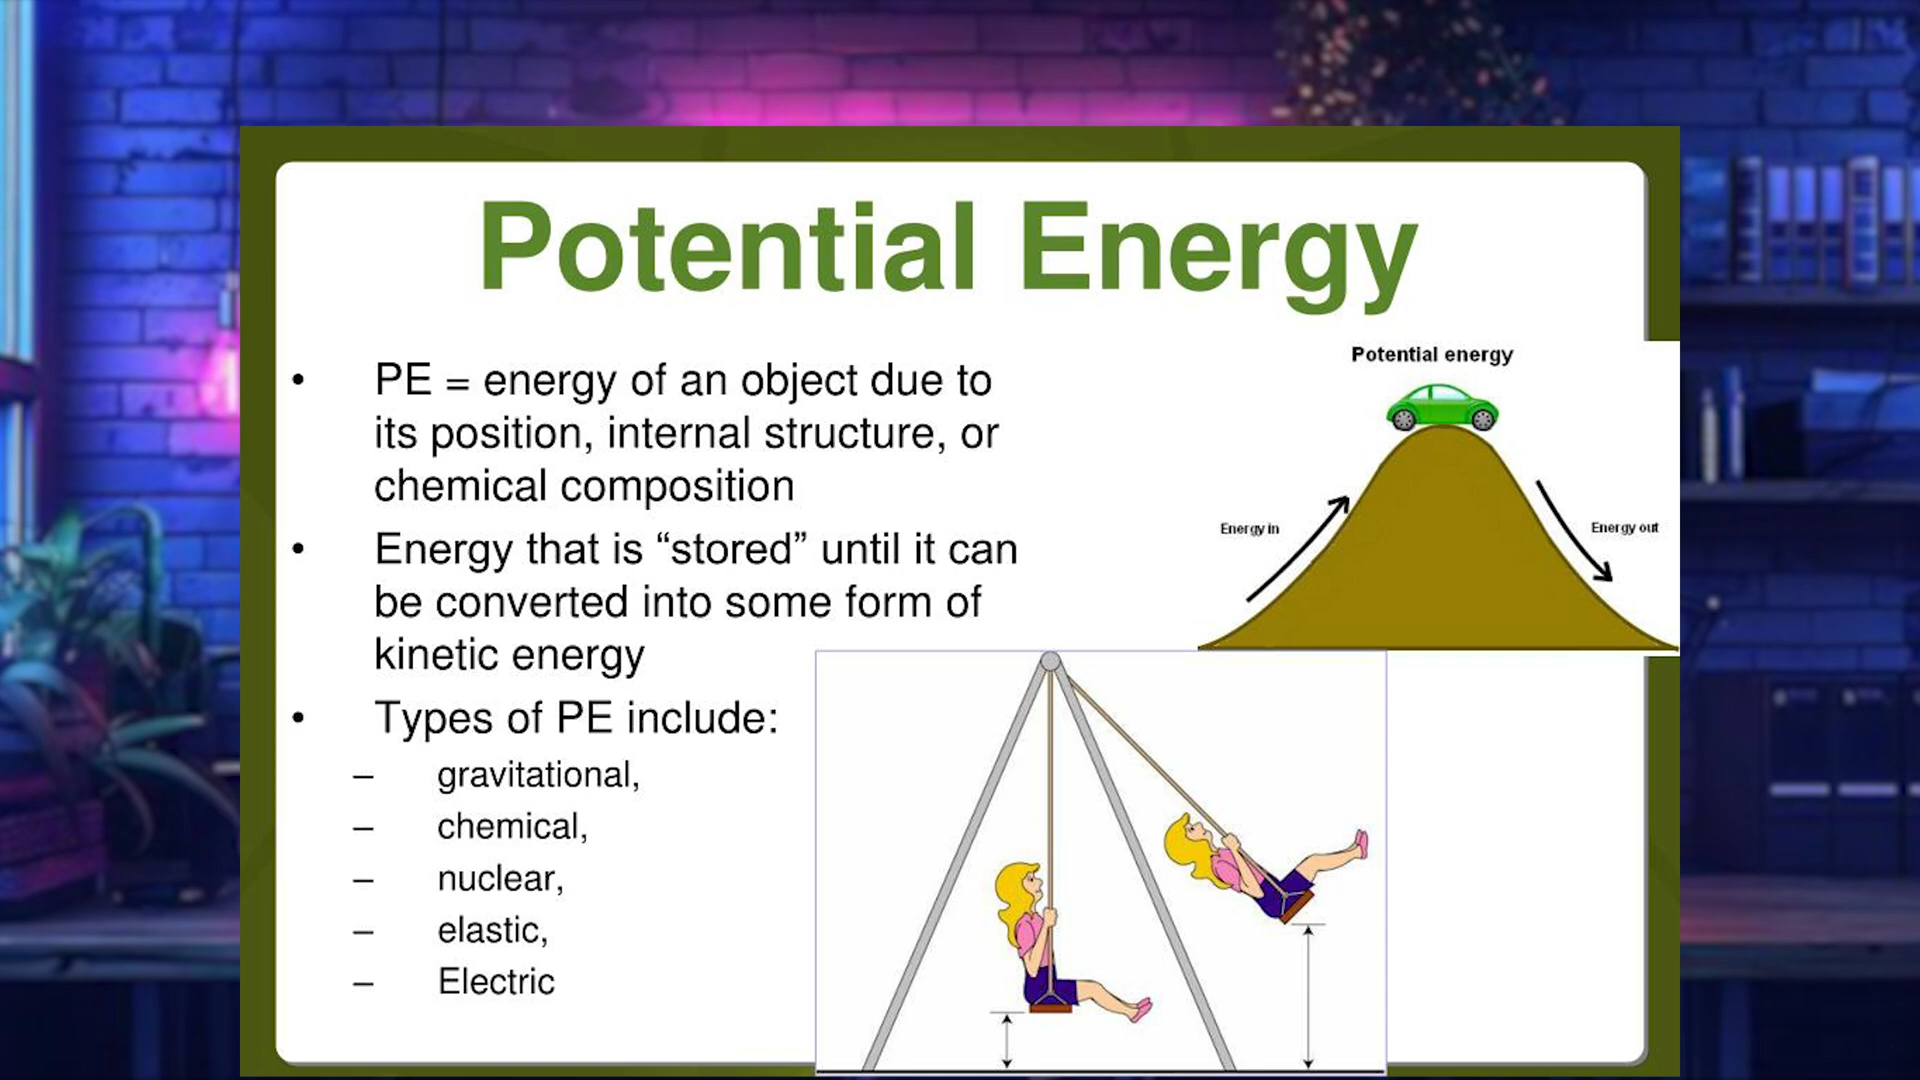 Potential Energy
• PE = energy of an object due to
its position, internal structure, or
chemical composition
• Energy that is “stored” until it can
be converted into some form of
kinetic energy
• Types of PE include:
– gravitational,
– chemical,
– nuclear,
– elastic,
– Electric
Potential energy
Energy in
Energy out